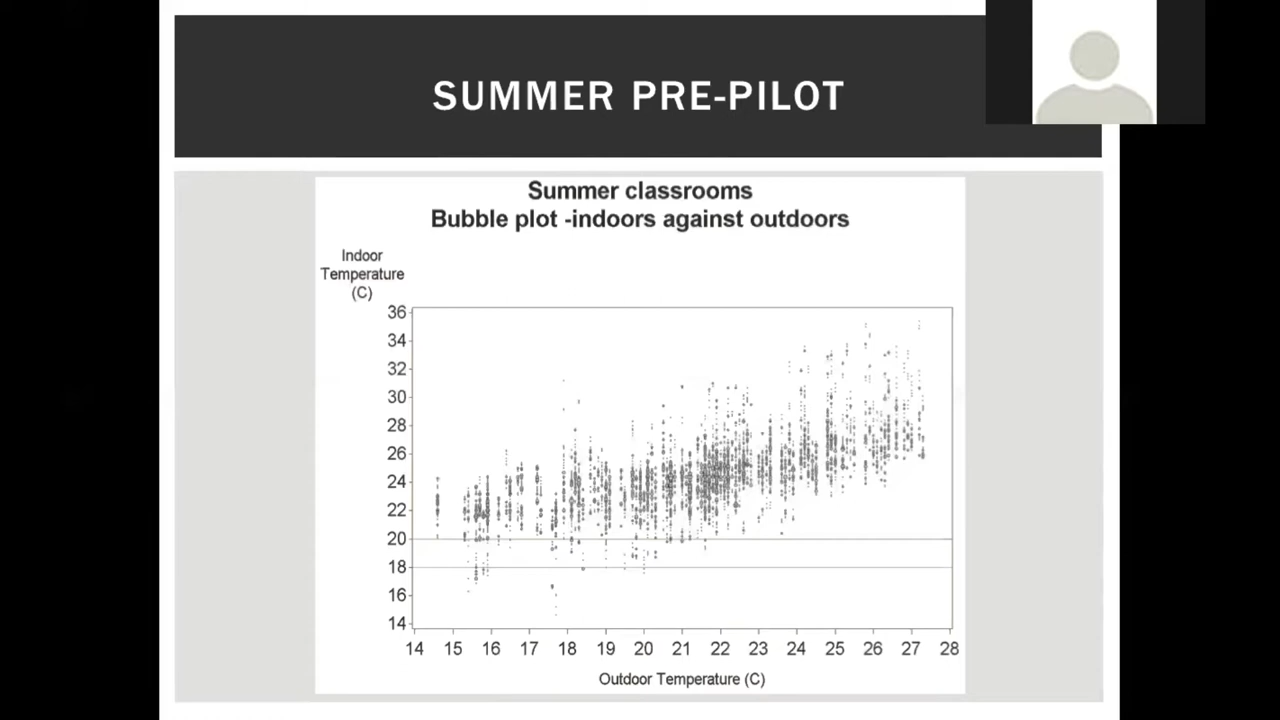 SUMMER PRE-PILOT
Summer classrooms
Bubble plot -indoors against outdoors
Indoor
Temperature
(C)
36
34
32
30
28
26
24
22
20
18
16
14
14 15 16 17 18 19 20 21 22 23 24 25 26 27 28
Outdoor Temperature (C)